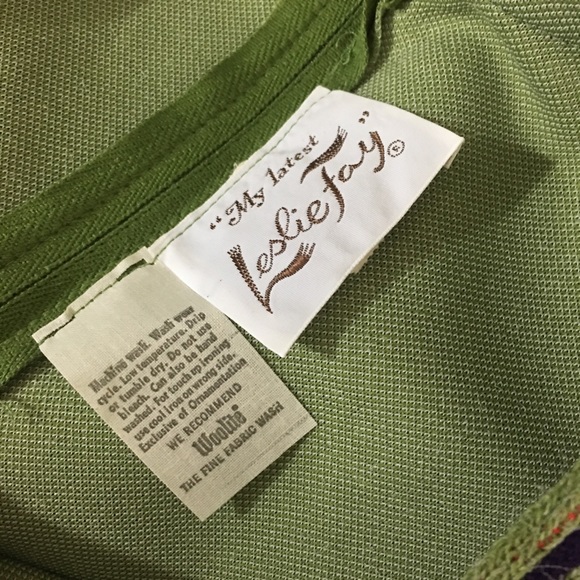 “My latest
Leslie Fay”®
Machine wash. Wash wear
cycle. Low temperature. Drip
or tumble dry. Do not use
bleach. Can also be hand
washed. For touch up ironing
use cool iron on wrong side.
Exclusive of Ornamentation
WE RECOMMEND
Woolite®
THE FINE FABRIC WASH